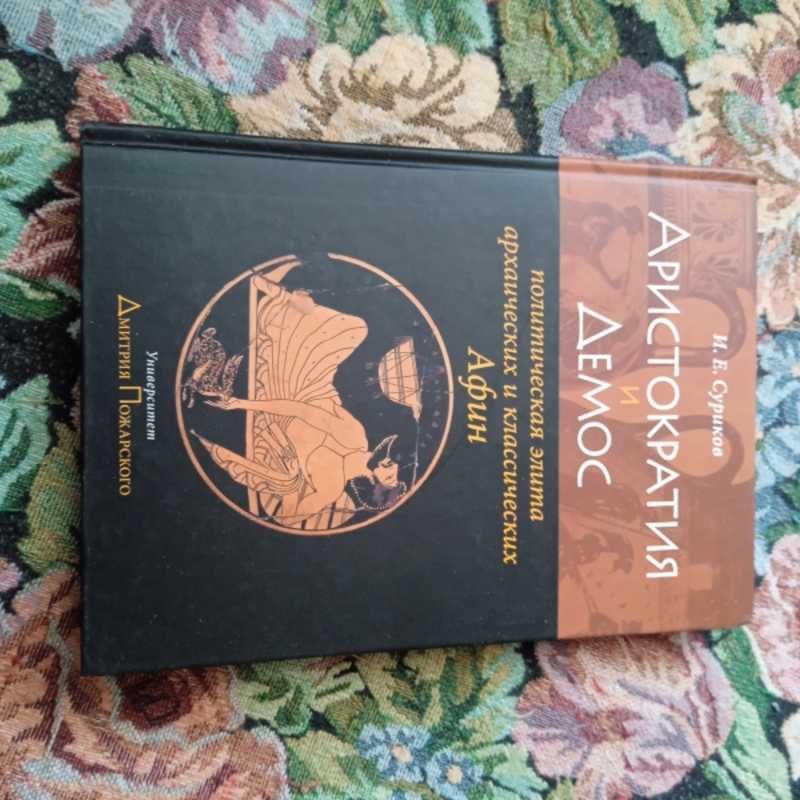 И. Е. Суриков
Аристократия
и
Демос
политическая элита
архаических и классических
Афин
Университет
Дмитрия Пожарского